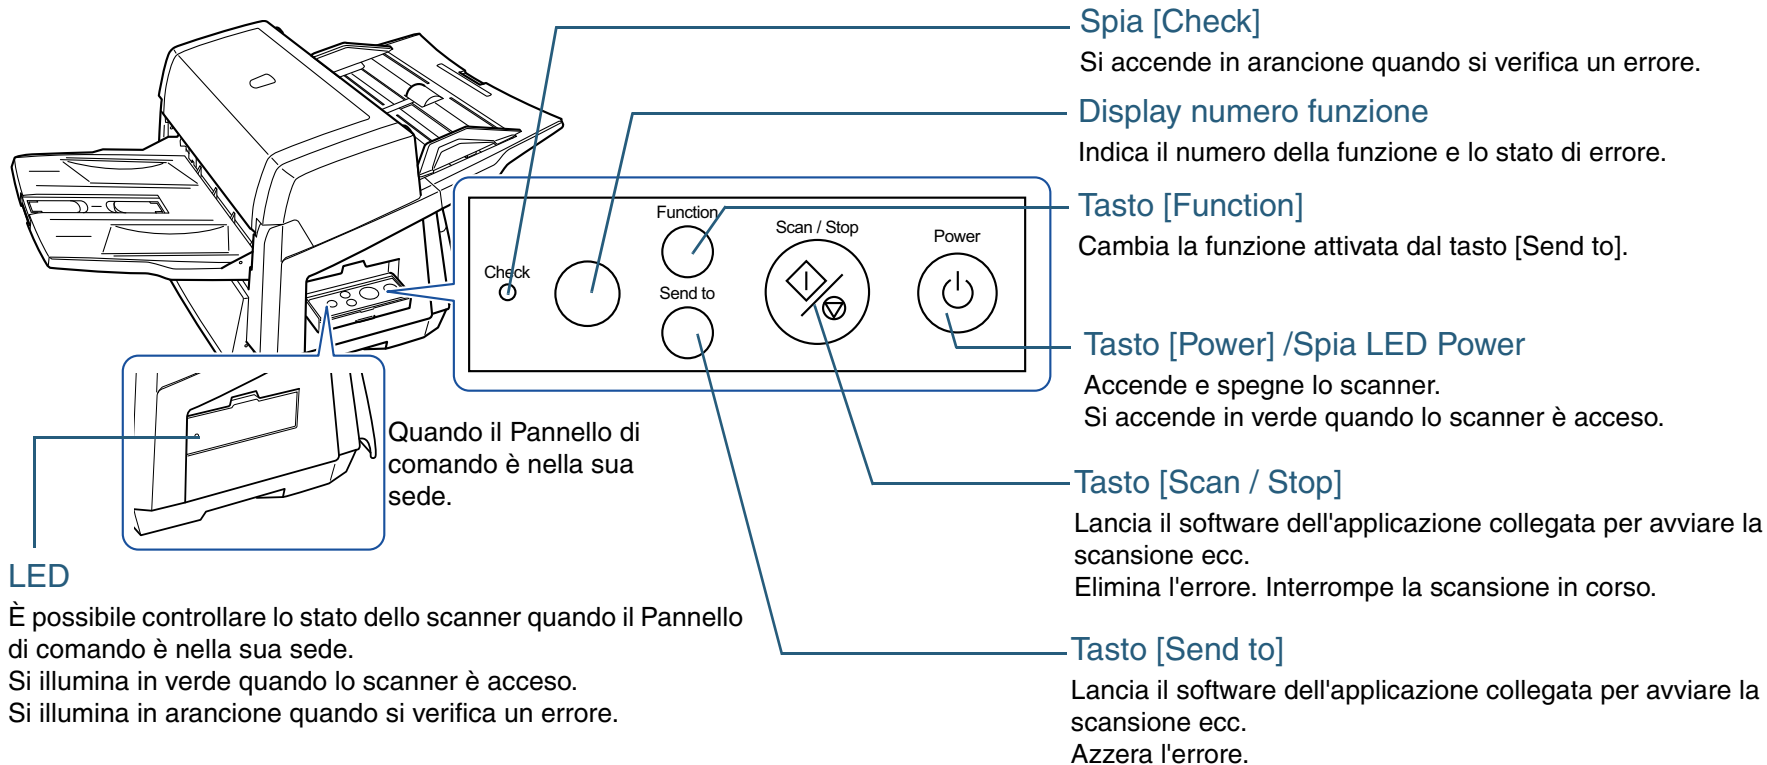 Spia [Check]
Si accende in arancione quando si verifica un errore.
Display numero funzione
Indica il numero della funzione e lo stato di errore.
Tasto [Function]
Cambia la funzione attivata dal tasto [Send to].
Function
Scan / Stop
Power
Check
Send to
Tasto [Power] /Spia LED Power
Accende e spegne lo scanner.
Si accende in verde quando lo scanner è acceso.
Quando il Pannello di
comando è nella sua
sede.
Tasto [Scan / Stop]
Lancia il software dell'applicazione collegata per avviare la
scansione ecc.
Elimina l'errore. Interrompe la scansione in corso.
LED
È possibile controllare lo stato dello scanner quando il Pannello
di comando è nella sua sede.
Si illumina in verde quando lo scanner è acceso.
Si illumina in arancione quando si verifica un errore.
Tasto [Send to]
Lancia il software dell'applicazione collegata per avviare la
scansione ecc.
Azzera l'errore.